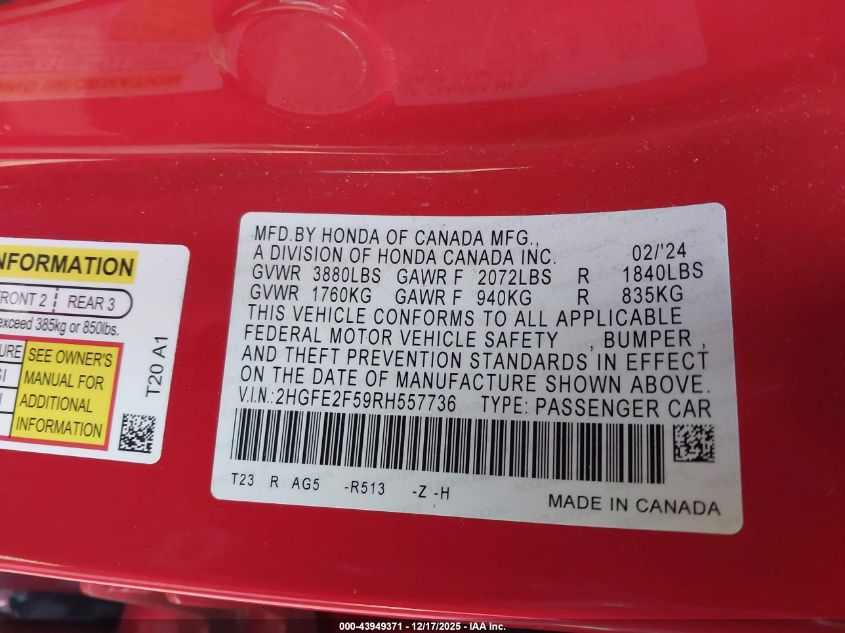 MFD.BY HONDA OF CANADA MFG.,
A DIVISION OF HONDA CANADA INC. 02/'24
GVWR 3880LBS GAWR F 2072LBS R 1840LBS
GVWR 1760KG GAWR F 940KG R 835KG
THIS VEHICLE CONFORMS TO ALL APPLICABLE
FEDERAL MOTOR VEHICLE SAFETY , BUMPER ,
AND THEFT PREVENTION STANDARDS IN EFFECT
ON THE DATE OF MANUFACTURE SHOWN ABOVE.
V.I.N.:2HGFE2F59RH557736 TYPE: PASSENGER CAR
T23 R AG5 -R513 -Z -H
MADE IN CANADA
NFORMATION
FRONT 2 REAR 3
exceed 385kg or 850lbs.
SEE OWNER'S
MANUAL FOR
ADDITIONAL
INFORMATION
T20 A1
000-43949371 - 12/17/2025 - IAA Inc.